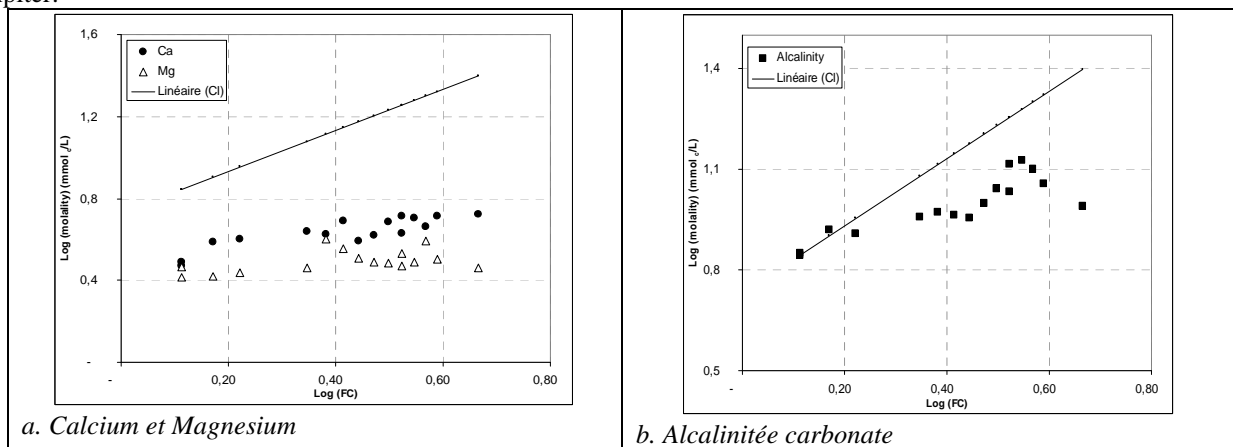 1,6
Ca
Mg
Linéaire (Cl)
1,2
0,8
0,4
-
Log (molality) (mmol c/L)
- 0,20 0,40 0,60 0,80
Log (FC)
a. Calcium et Magnesium
Alcalinity
Linéaire (Cl)
1,4
1,1
0,8
0,5
Log (molality) (mmol c/L)
- 0,20 0,40 0,60 0,80
Log (FC)
b. Alcalinitée carbonate